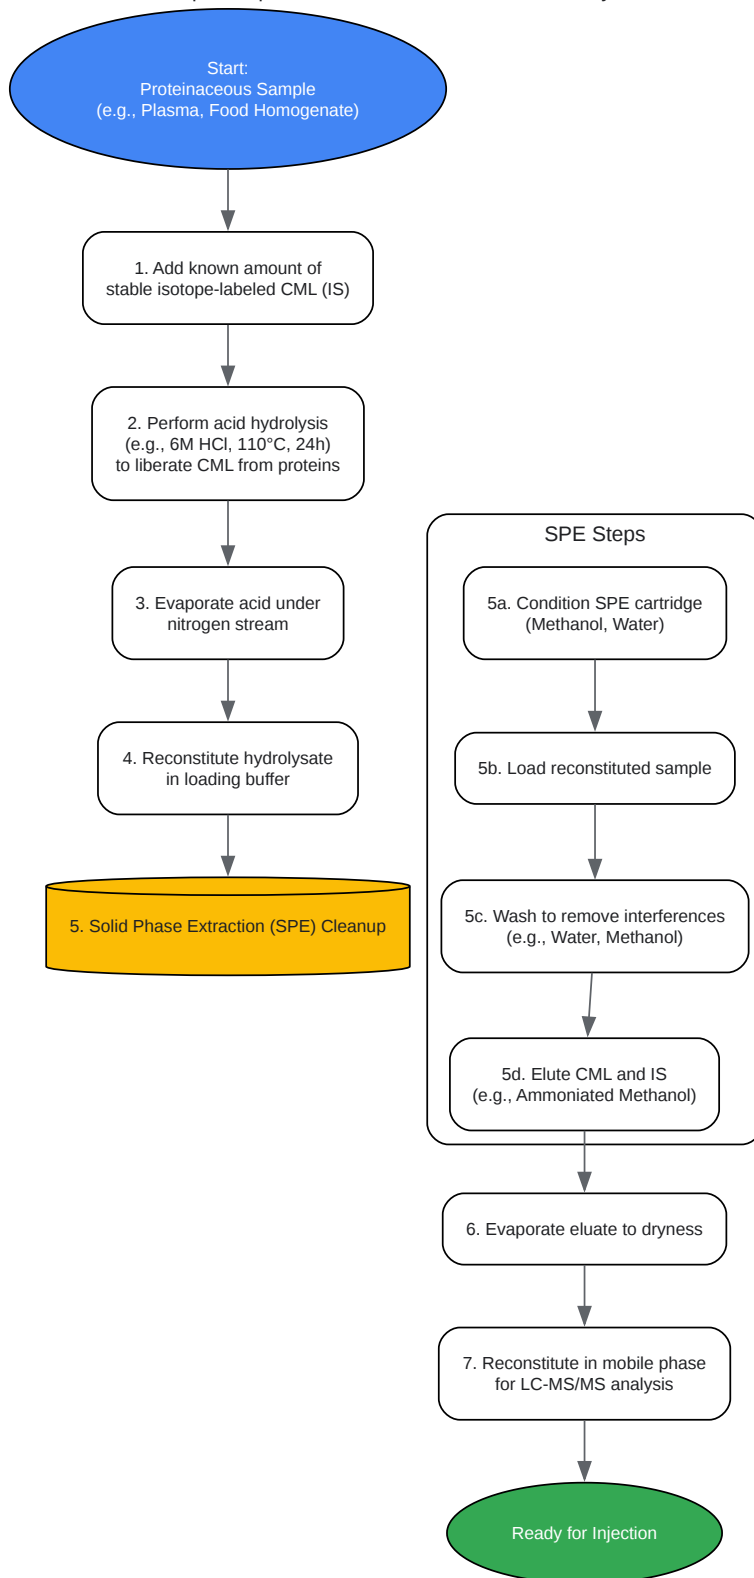 Start:
Proteinaceous Sample
(e.g., Plasma, Food Homogenate)
1. Add known amount of
stable isotope-labeled CML (IS)
2. Perform acid hydrolysis
(e.g., 6M HCl, 110°C, 24h)
to liberate CML from proteins
3. Evaporate acid under
nitrogen stream
4. Reconstitute hydrolysate
in loading buffer
5. Solid Phase Extraction (SPE) Cleanup
SPE Steps
5a. Condition SPE cartridge
(Methanol, Water)
5b. Load reconstituted sample
5c. Wash to remove interferences
(e.g., Water, Methanol)
5d. Elute CML and IS
(e.g., Ammoniated Methanol)
6. Evaporate eluate to dryness
7. Reconstitute in mobile phase
for LC-MS/MS analysis
Ready for Injection